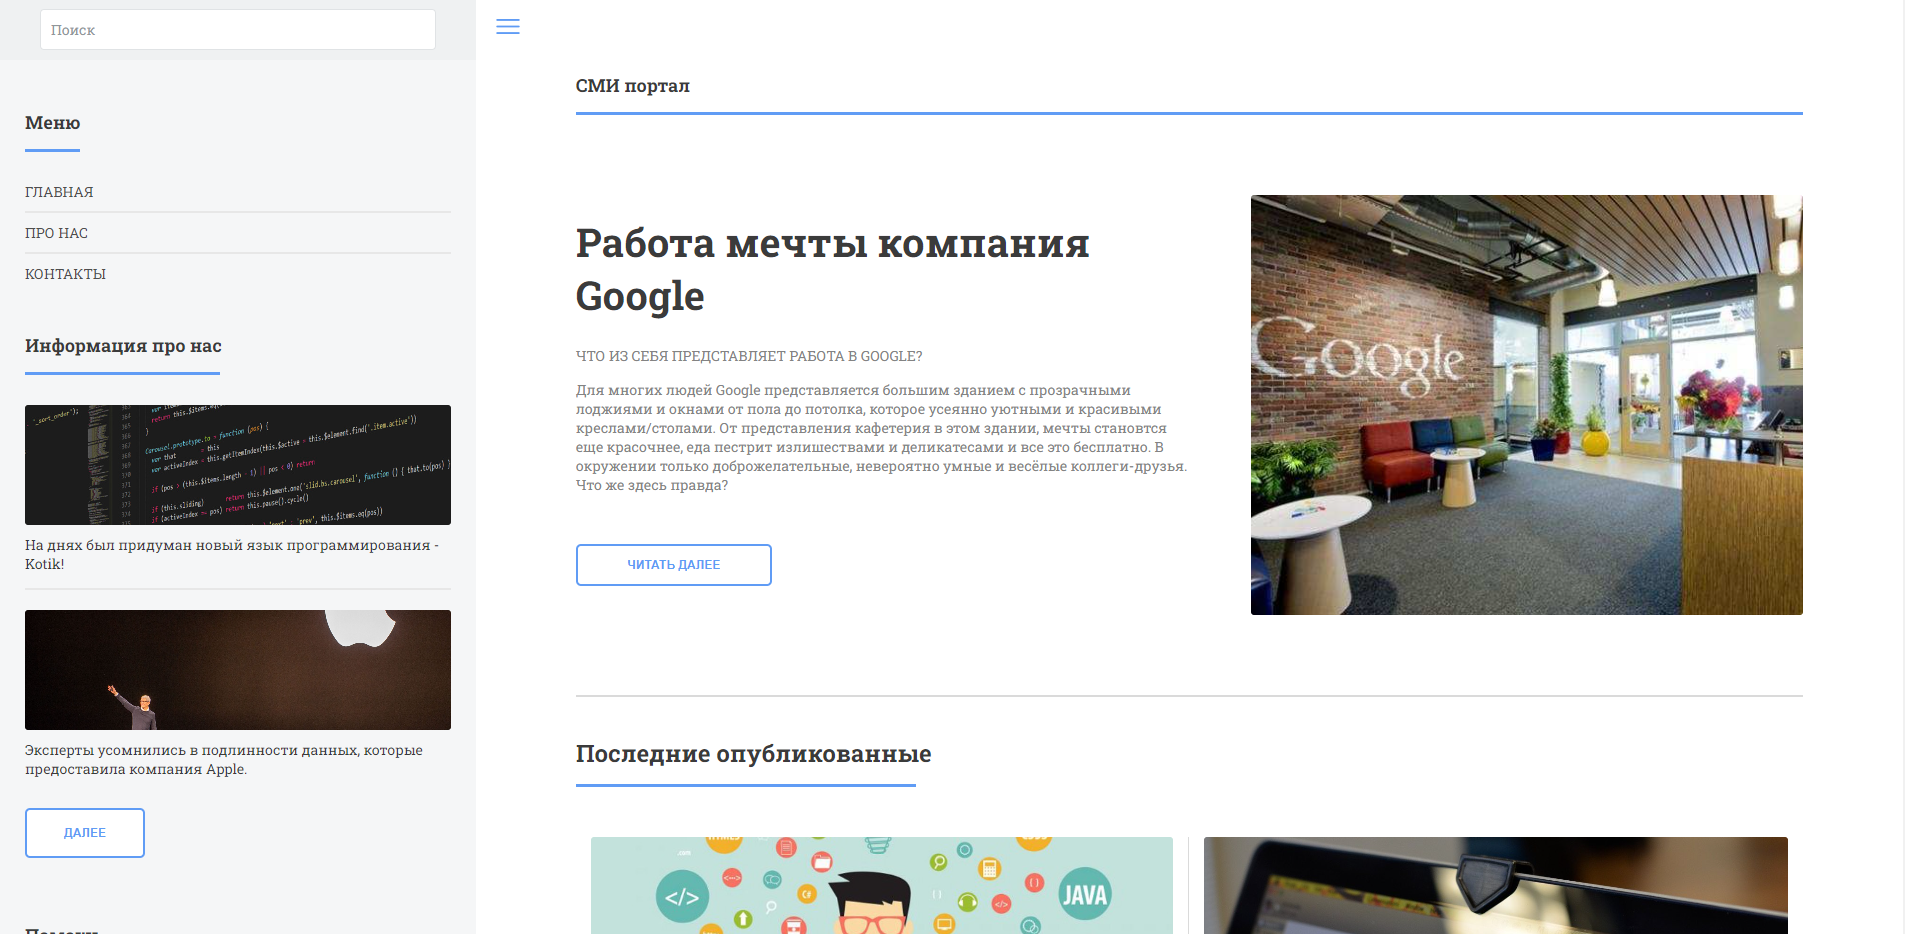 Поиск
Меню
ГЛАВНАЯ
ПРО НАС
КОНТАКТЫ
Информация про нас
На днях был придуман новый язык программирования -
Kotik!
Эксперты усомнились в подлинности данных, которые
предоставила компания Apple.
ДАЛЕЕ
СМИ портал
Работа мечты компания
Google
ЧТО ИЗ СЕБЯ ПРЕДСТАВЛЯЕТ РАБОТА В GOOGLE?
Для многих людей Google представляется большим зданием с прозрачными
лоджиями и окнами от пола до потолка, которое усеянно уютными и красивыми
креслами/столами. От представления кафетерия в этом здании, мечты становтся
еще красочнее, еда пестрит излишествами и деликатесами и все это бесплатно. В
окружении только доброжелательные, невероятно умные и весёлые коллеги-друзья.
Что же здесь правда?
ЧИТАТЬ ДАЛЕЕ
Google
Последние опубликованные
.com
C#
</>
JAVA